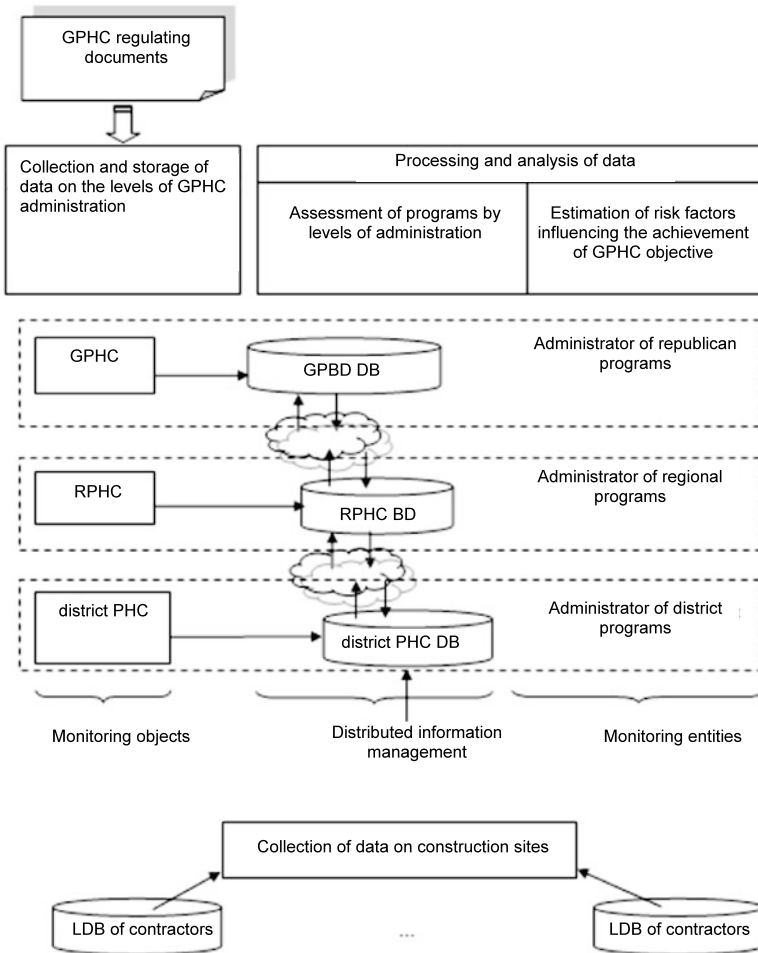 GPHC regulating
documents
Collection and storage of
data on the levels of GPHC
administration
Processing and analysis of data
Assessment of programs by
levels of administration
Estimation of risk factors
influencing the achievement
of GPHC objective
GPHC
GPBD DB
Administrator of republican
programs
RPHC
RPHC BD
Administrator of regional
programs
district PHC
district PHC DB
Administrator of district
programs
Monitoring objects
Distributed information
management
Monitoring entities
Collection of data on construction sites
LDB of contractors
...
LDB of contractors